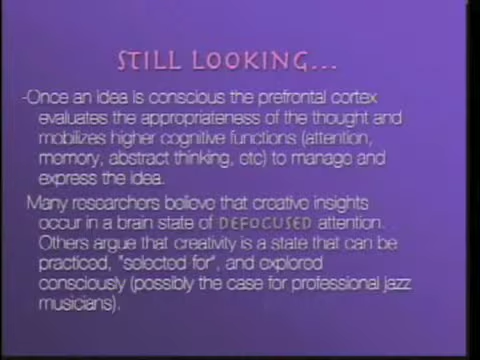 STILL LOOKING...
-Once an idea is conscious the prefrontal cortex
evaluates the appropriateness of the thought and
mobilizes higher cognitive functions (attention,
memory, abstract thinking, etc) to manage and
express the idea.
Many researchers believe that creative insights
occur in a brain state of DEFOCUSED attention.
Others argue that creativity is a state that can be
practiced, "selected for", and explored
consciously (possibly the case for professional jazz
musicians).